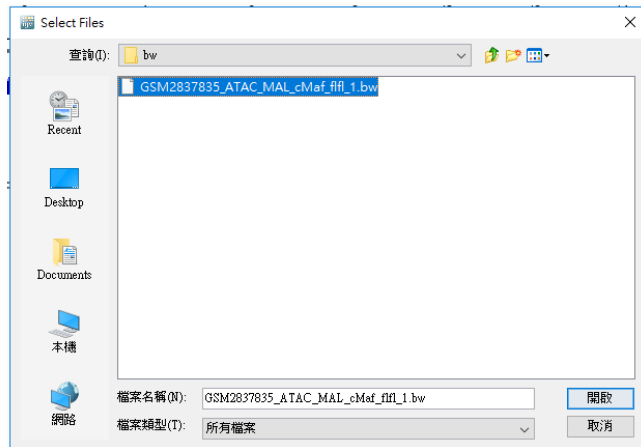 Select Files
查詢(I):
bw
GSM2837835_ATAC_MAL_cMaf_flfl_1.bw
Recent
Desktop
Documents
本機
網路
檔案名稱(N):
GSM2837835_ATAC_MAL_cMaf_flfl_1.bw
開啟
檔案類型(T):
所有檔案
取消